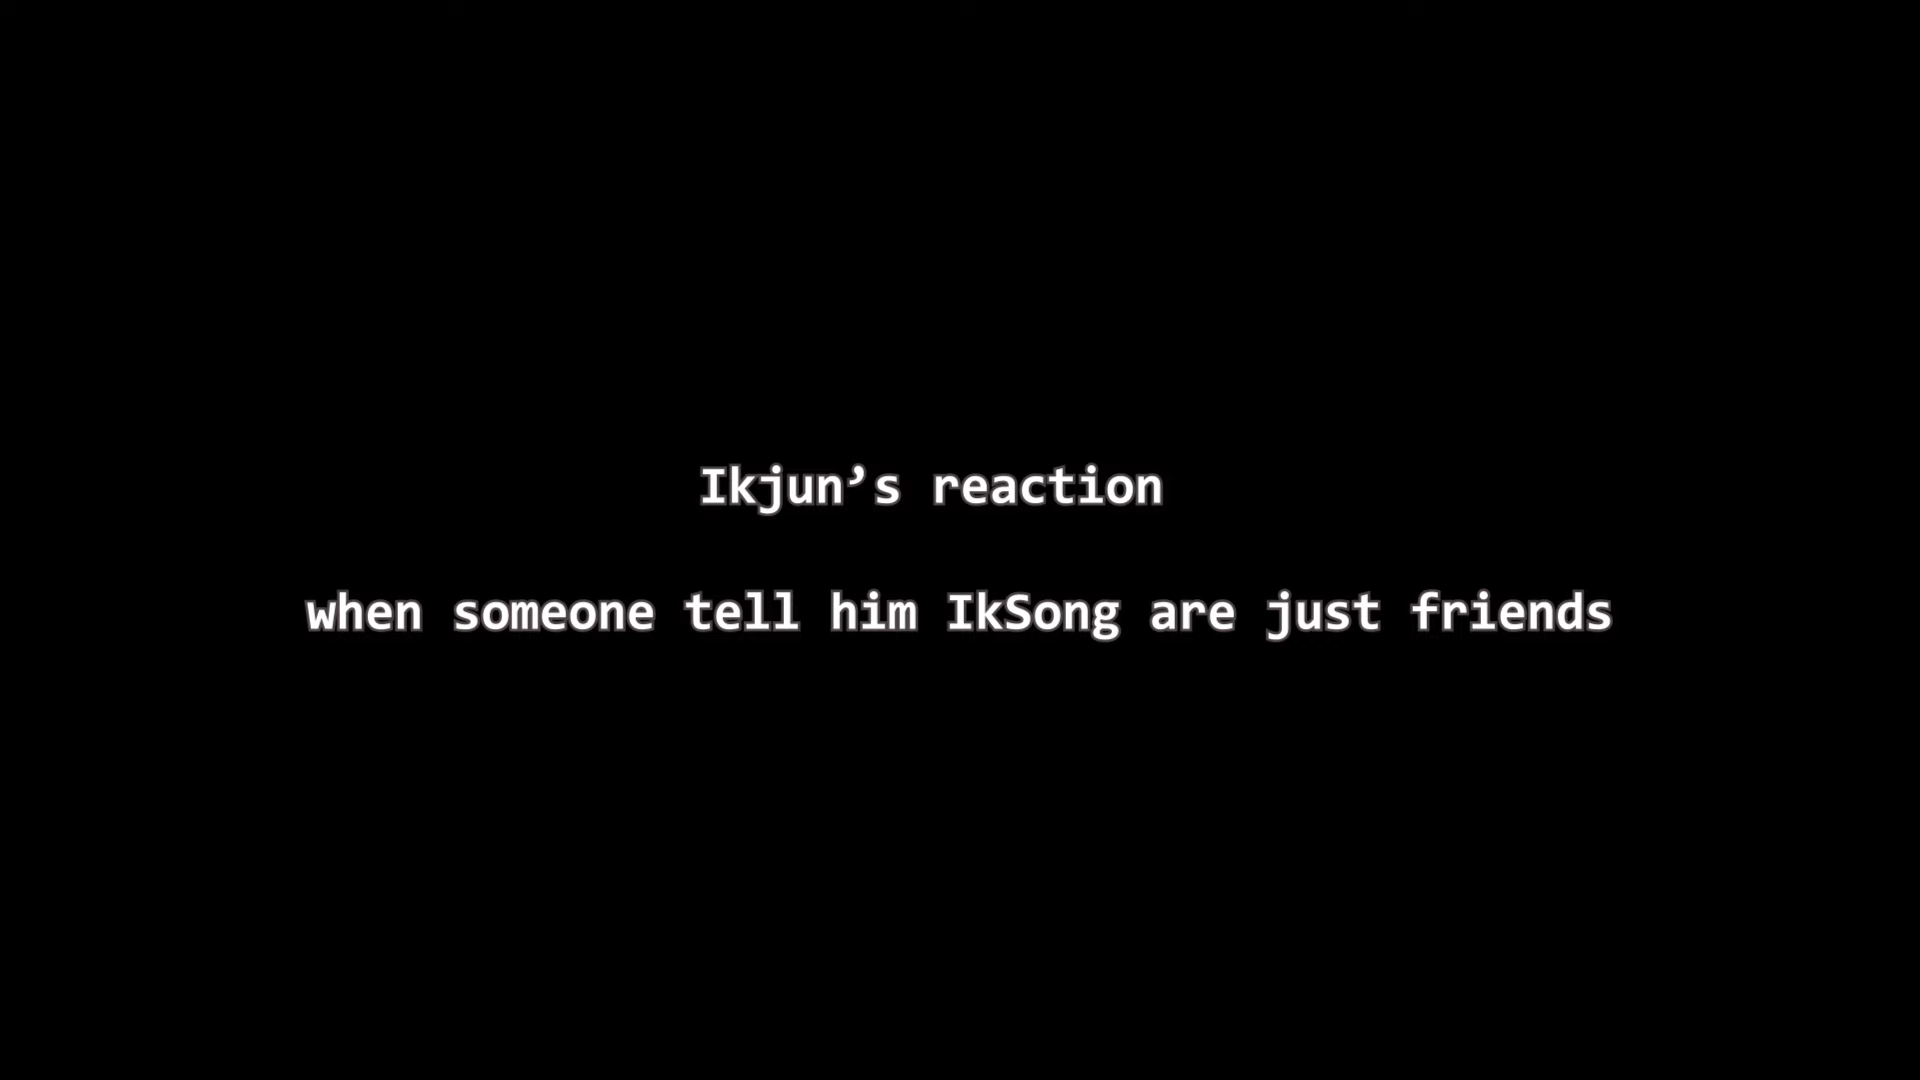 Ikjun’s reaction
when someone tell him IkSong are just friends